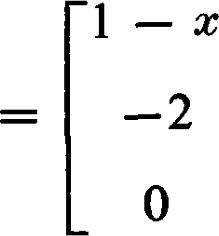 1 − x
= [ −2
0